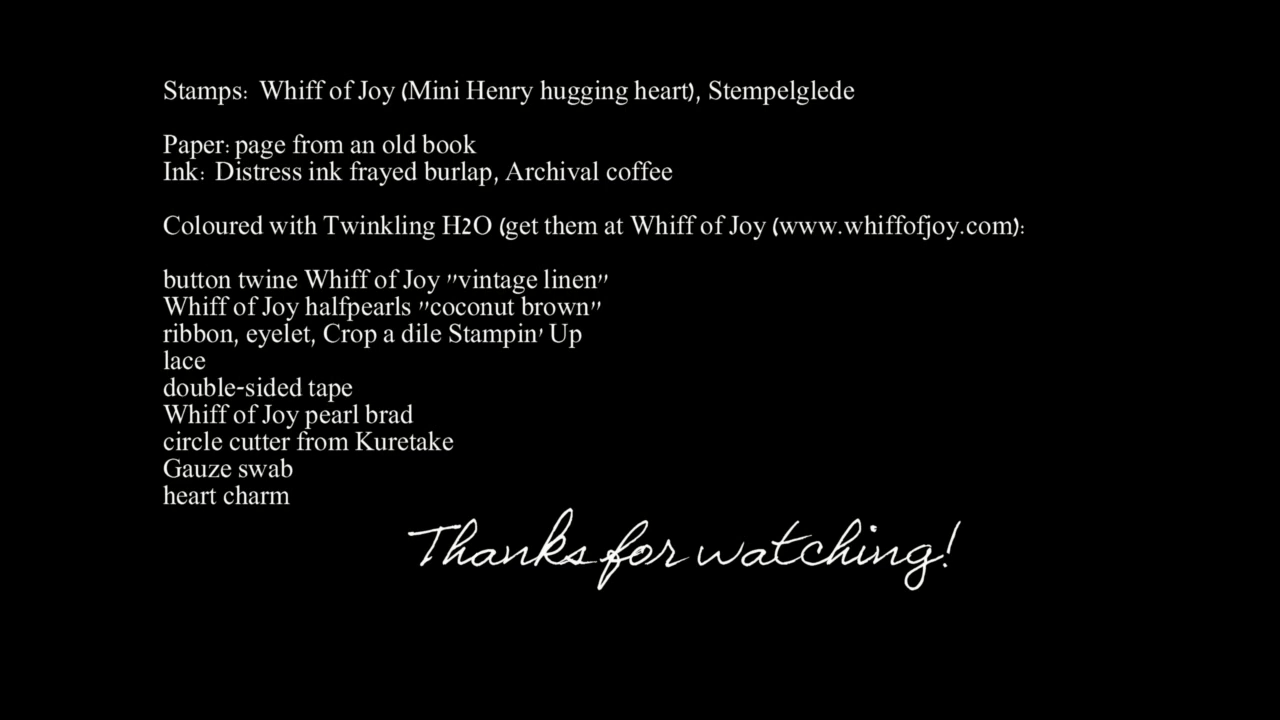 Stamps: Whiff of Joy (Mini Henry hugging heart), Stempelglede
Paper: page from an old book
Ink: Distress ink frayed burlap, Archival coffee
Coloured with Twinkling H2O (get them at Whiff of Joy (www.whiffofjoy.com):
button twine Whiff of Joy "vintage linen"
Whiff of Joy halfpearls "coconut brown"
ribbon, eyelet, Crop a dile Stampin' Up
lace
double-sided tape
Whiff of Joy pearl brad
circle cutter from Kuretake
Gauze swab
heart charm
Thanks for watching!